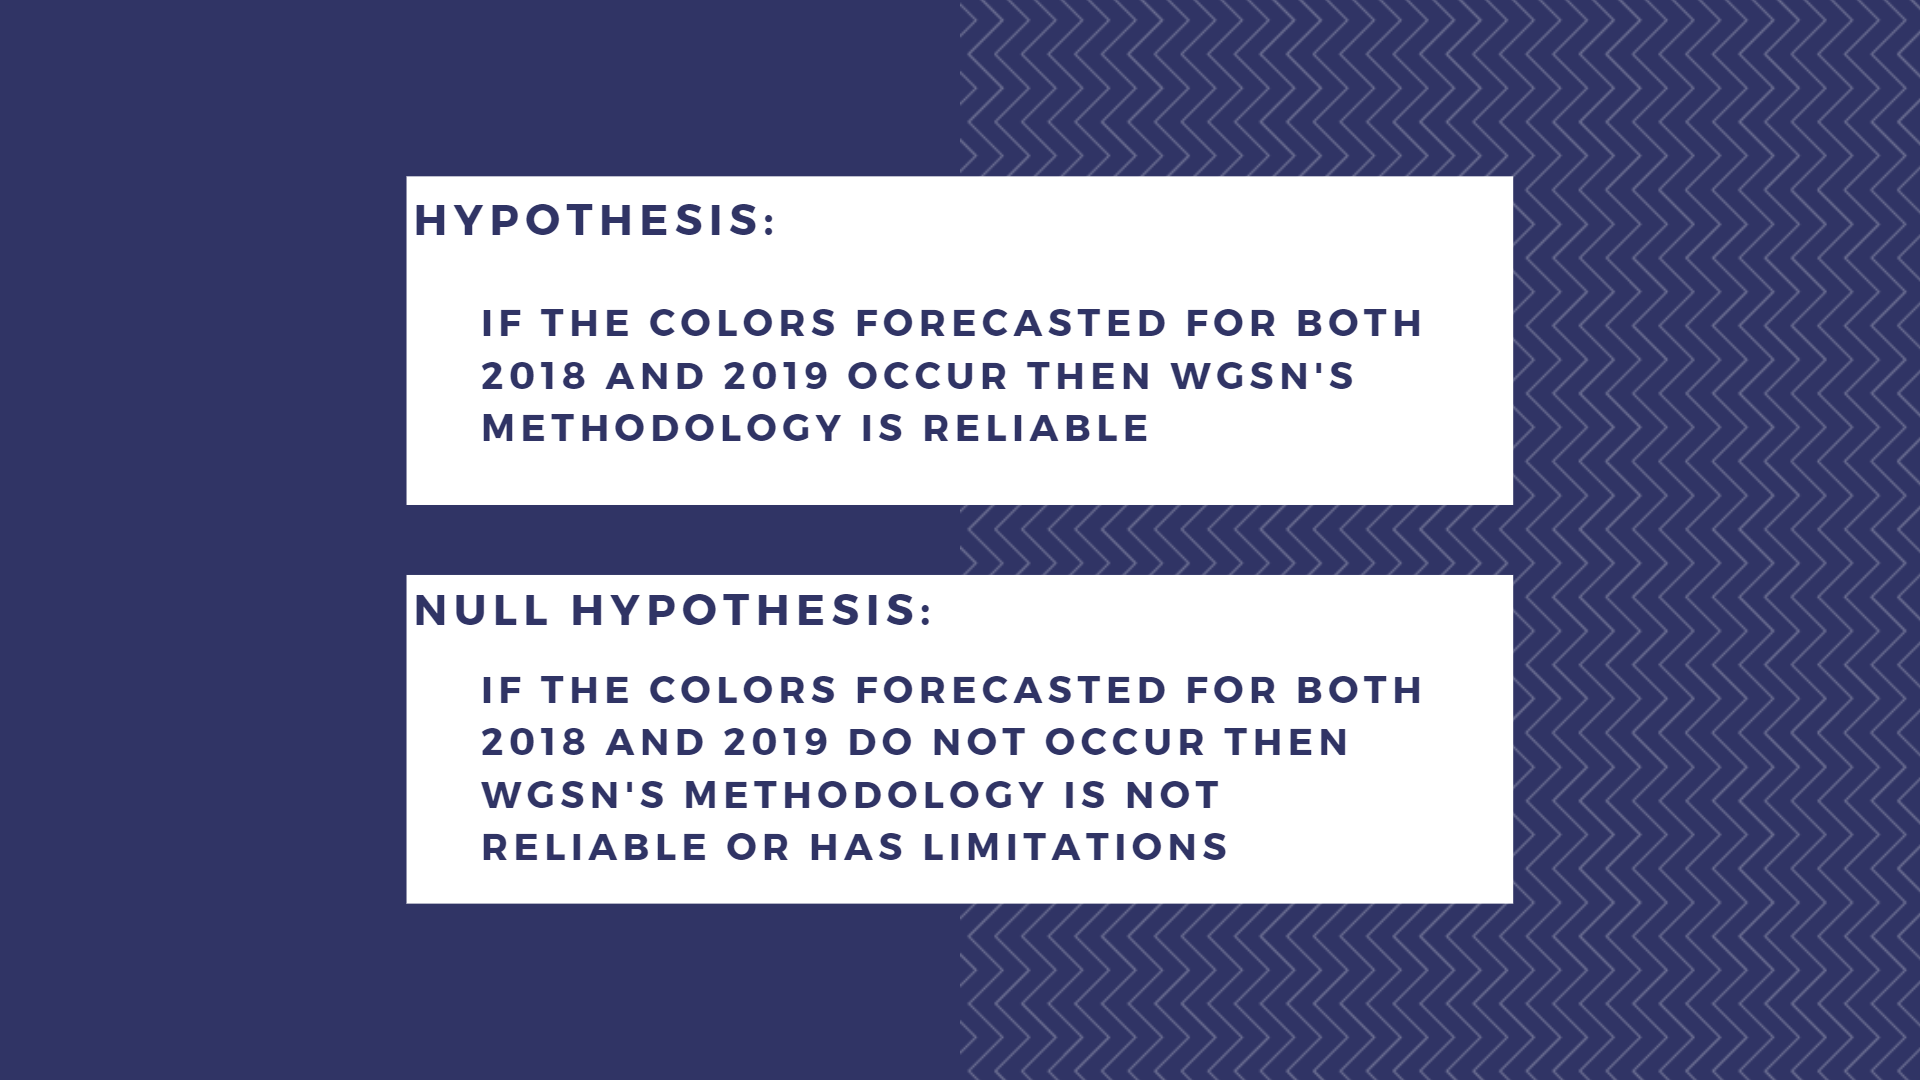 HYPOTHESIS:
IF THE COLORS FORECASTED FOR BOTH
2018 AND 2019 OCCUR THEN WGSN'S
METHODOLOGY IS RELIABLE
NULL HYPOTHESIS:
IF THE COLORS FORECASTED FOR BOTH
2018 AND 2019 DO NOT OCCUR THEN
WGSN'S METHODOLOGY IS NOT
RELIABLE OR HAS LIMITATIONS